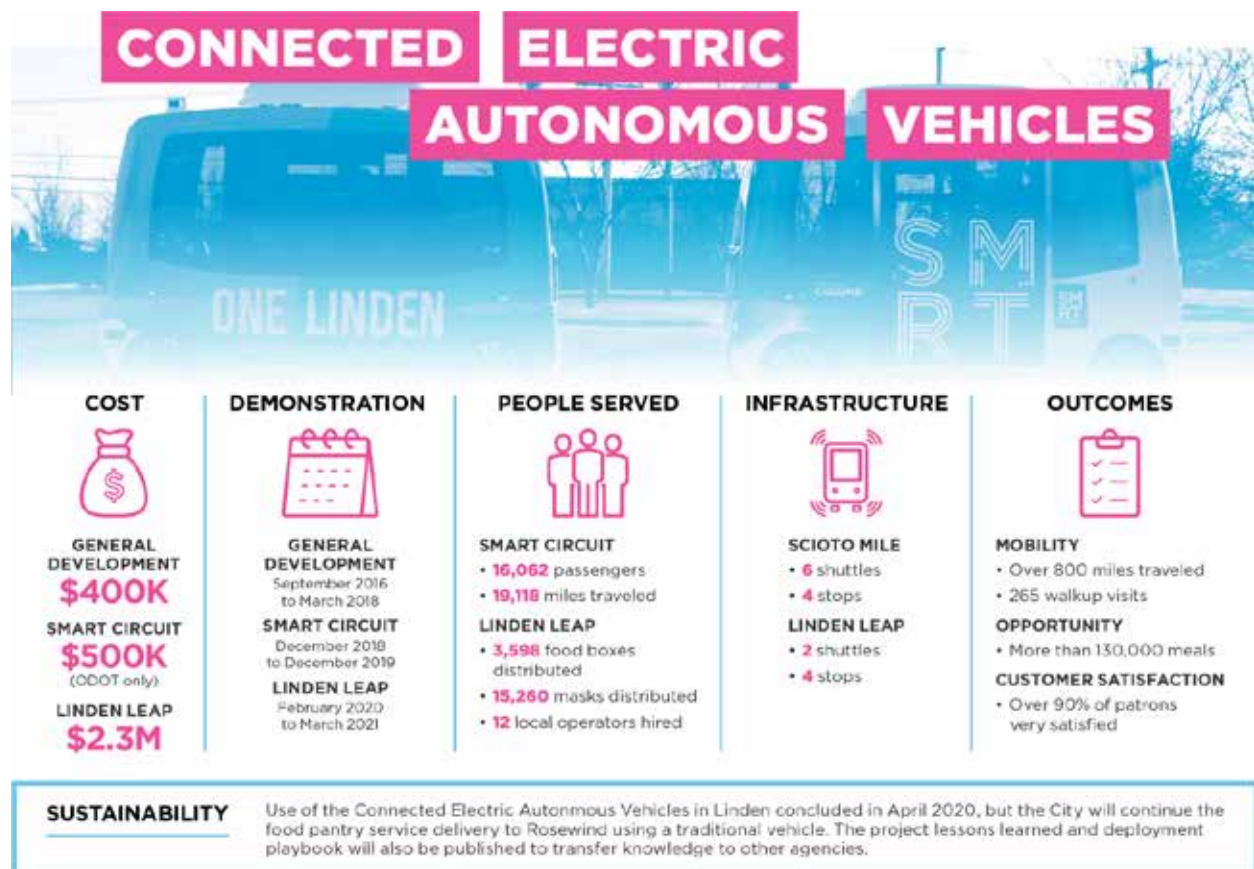 CONNECTED ELECTRIC
AUTONOMOUS VEHICLES
ONE LINDEN
SM
RT
SM
RT
COST
$
GENERAL
DEVELOPMENT
$400K
SMART CIRCUIT
$500K
(ODOT only)
LINDEN LEAP
$2.3M
DEMONSTRATION
GENERAL
DEVELOPMENT
September 2016
to March 2018
SMART CIRCUIT
December 2018
to December 2019
LINDEN LEAP
February 2020
to March 2021
PEOPLE SERVED
SMART CIRCUIT
• 16,062 passengers
• 19,118 miles traveled
LINDEN LEAP
• 3,598 food boxes
distributed
• 15,260 masks distributed
• 12 local operators hired
INFRASTRUCTURE
SCIOTO MILE
• 6 shuttles
• 4 stops
LINDEN LEAP
• 2 shuttles
• 4 stops
OUTCOMES
MOBILITY
• Over 800 miles traveled
• 265 walkup visits
OPPORTUNITY
• More than 130,000 meals
CUSTOMER SATISFACTION
• Over 90% of patrons
very satisfied
SUSTAINABILITY
Use of the Connected Electric Autonmous Vehicles in Linden concluded in April 2020, but the City will continue the
food pantry service delivery to Rosewind using a traditional vehicle. The project lessons learned and deployment
playbook will also be published to transfer knowledge to other agencies.